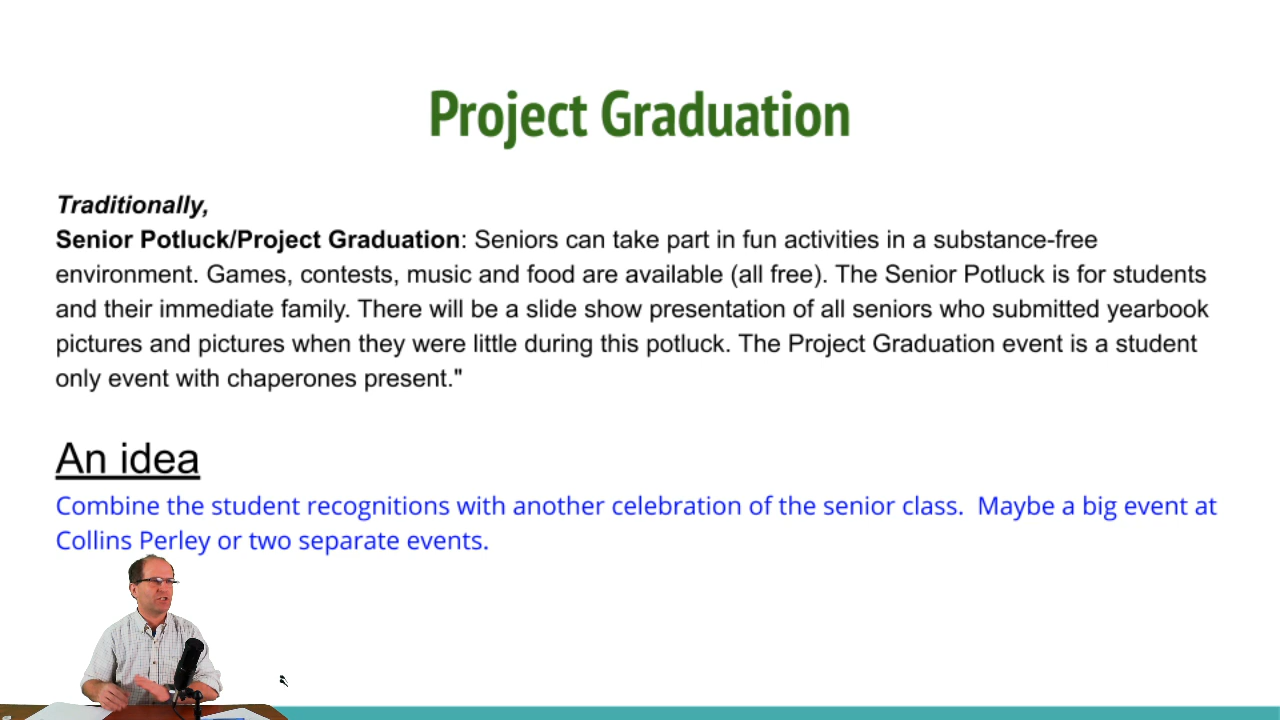 Project Graduation
Traditionally,
Senior Potluck/Project Graduation: Seniors can take part in fun activities in a substance-free
environment. Games, contests, music and food are available (all free). The Senior Potluck is for students
and their immediate family. There will be a slide show presentation of all seniors who submitted yearbook
pictures and pictures when they were little during this potluck. The Project Graduation event is a student
only event with chaperones present."
An idea
Combine the student recognitions with another celebration of the senior class.  Maybe a big event at
Collins Perley or two separate events.